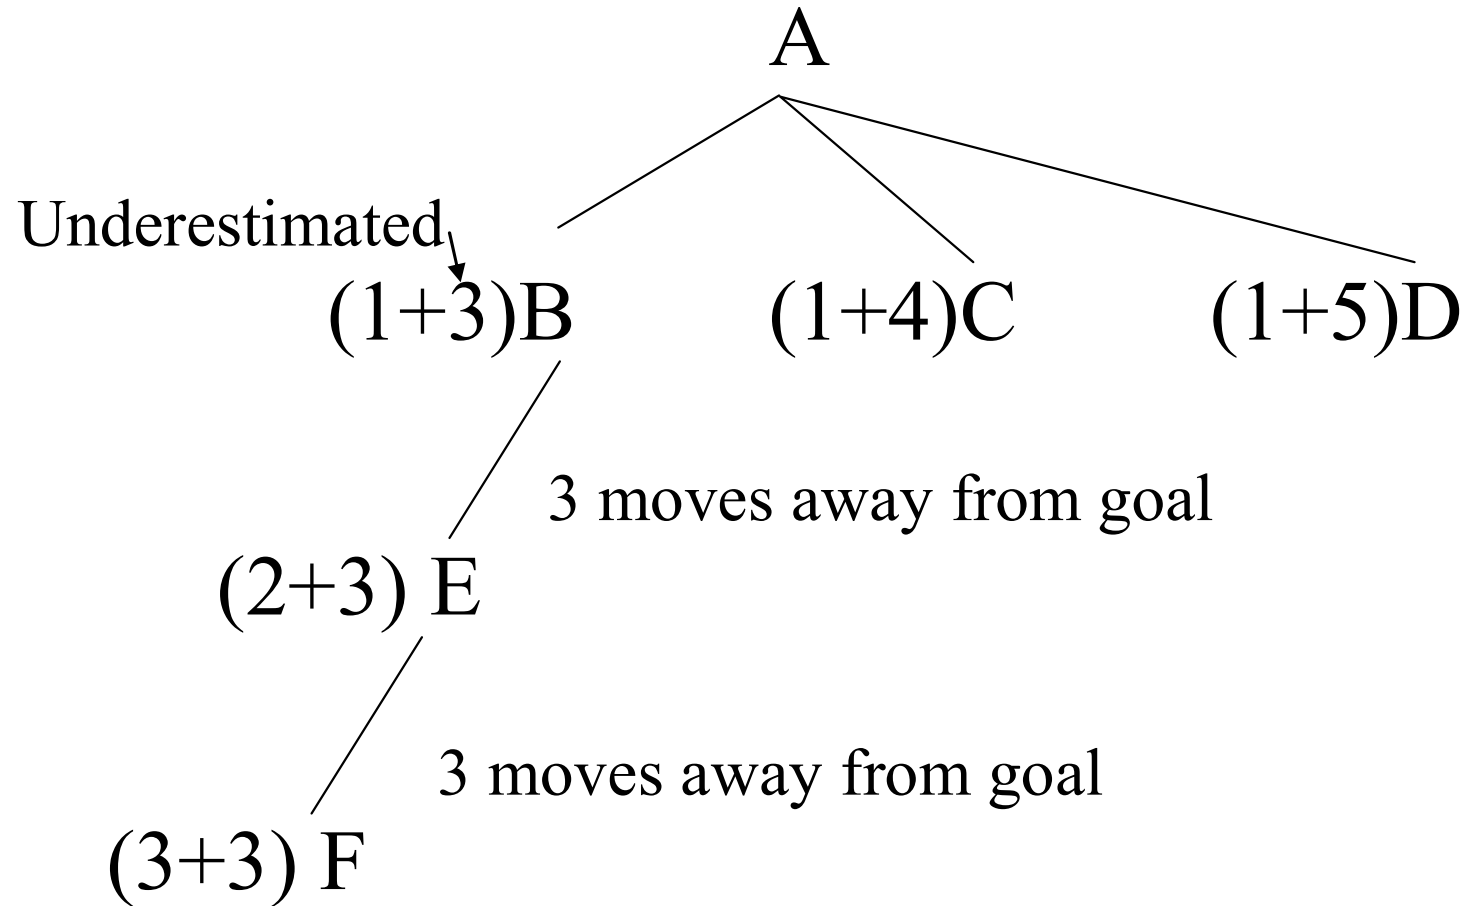 A
Underestimated
(1+3)B (1+4)C (1+5)D
3 moves away from goal
(2+3) E
3 moves away from goal
(3+3) F